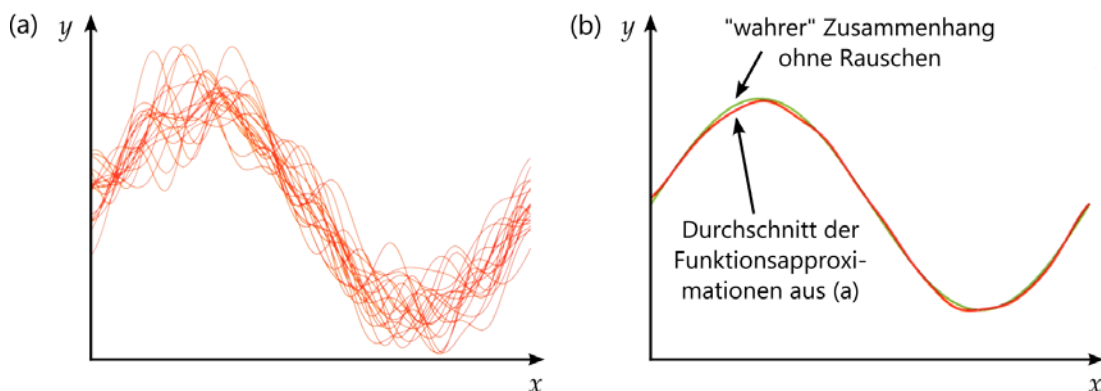 (a)
y
x
(b)
y
"wahrer" Zusammenhang
ohne Rauschen
Durchschnitt der
Funktionsapproxi-
mationen aus (a)
x